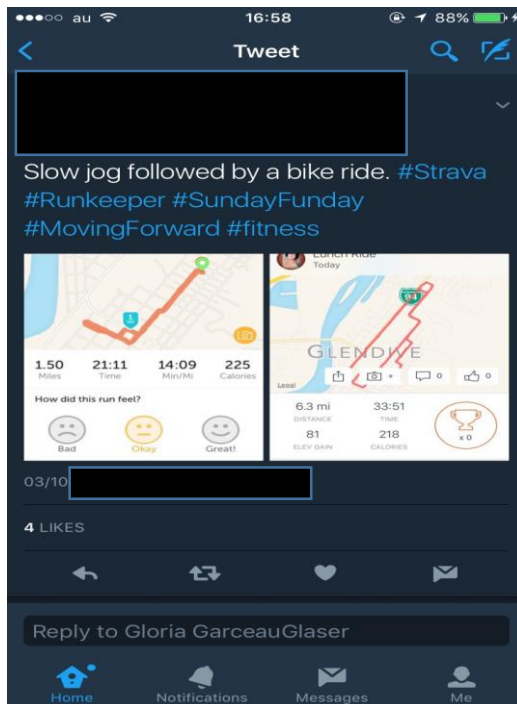 au 16:58 88%
Tweet
Slow jog followed by a bike ride. #Strava
#Runkeeper #SundayFunday
#MovingForward #fitness
1
1.50 21:11 14:09 225
Miles Time Min/Mi Calories
How did this run feel?
Bad Okay Great!
Lunch Ride
Today
94
GLENDIVE
Legal + 0 0
6.3 mi 33:51
DISTANCE TIME
81 218
ELEV GAIN CALORIES
x 0
03/10
4 LIKES
Reply to Gloria GarceauGlaser
Home Notifications Messages Me